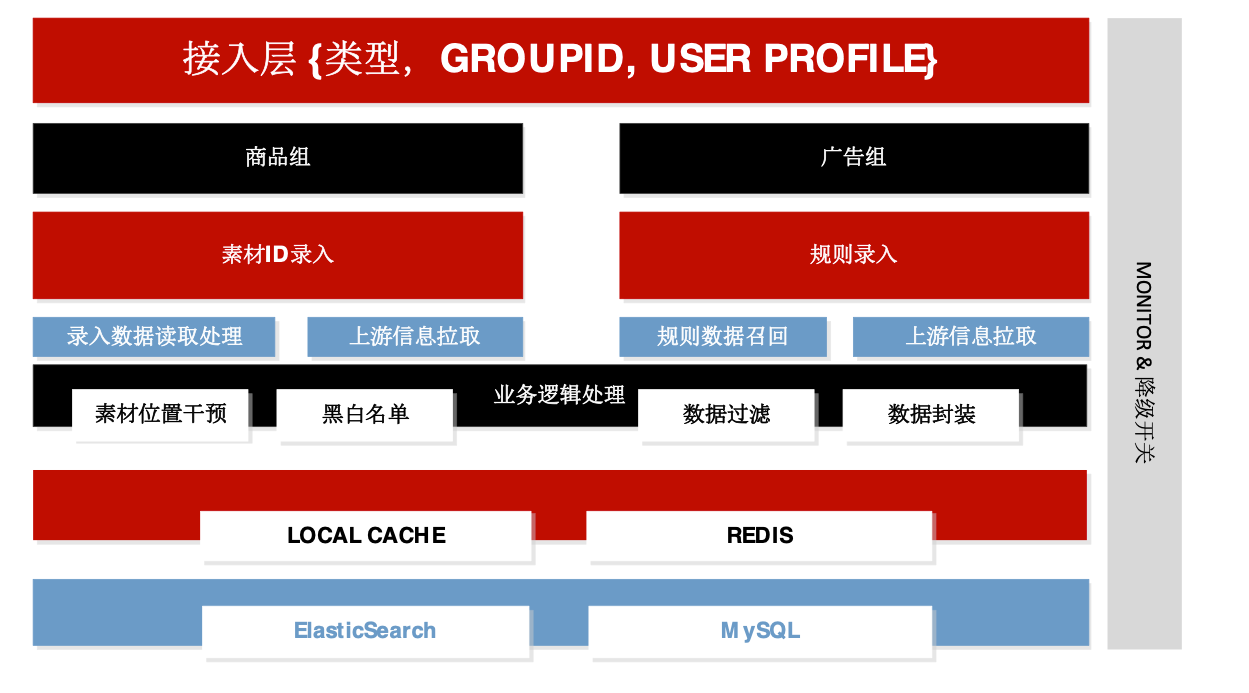 接入层 {类型，GROUPID, USER PROFILE}
商品组
广告组
素材ID录入
规则录入
录入数据读取处理
上游信息拉取
规则数据召回
上游信息拉取
业务逻辑处理
素材位置干预
黑白名单
数据过滤
数据封装
LOCAL CACHE
REDIS
ElasticSearch
MySQL
MONITOR & 降级开关